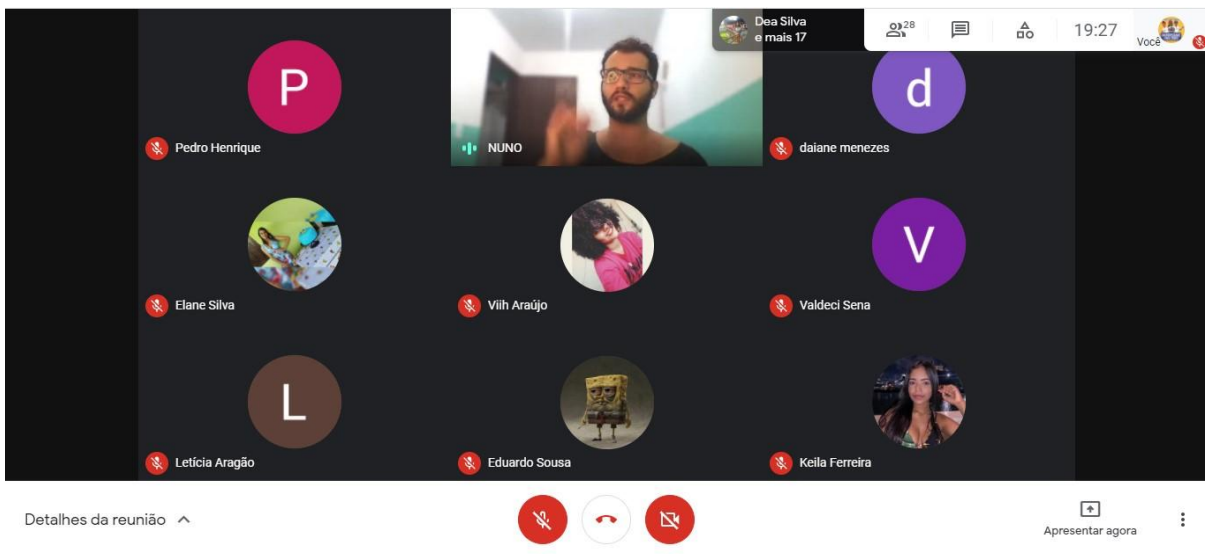 Dea Silva
e mais 17
28
19:27
Você
P
d
Pedro Henrique
NUNO
daiane menezes
V
Elane Silva
Viih Araújo
Valdeci Sena
L
Letícia Aragão
Eduardo Sousa
Keila Ferreira
Detalhes da reunião
Apresentar agora